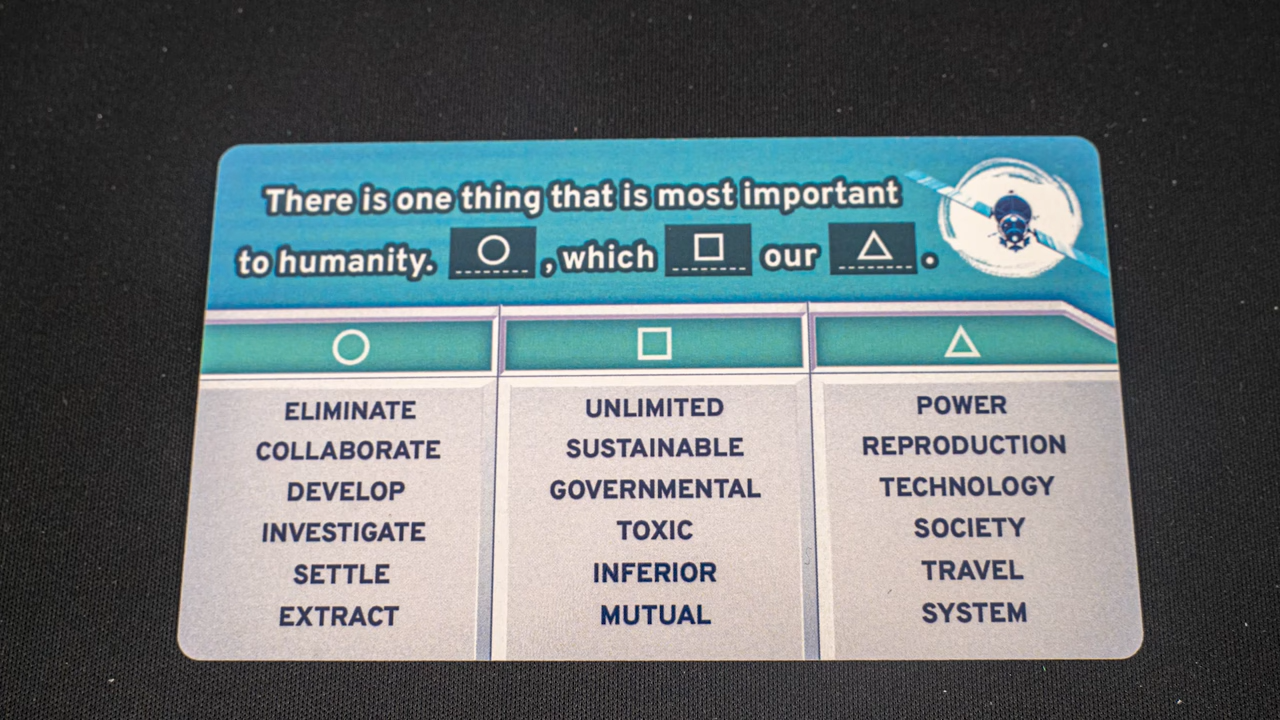 There is one thing that is most important
to humanity. ○, which □ our △.
○ □ △
ELIMINATE UNLIMITED POWER
COLLABORATE SUSTAINABLE REPRODUCTION
DEVELOP GOVERNMENTAL TECHNOLOGY
INVESTIGATE TOXIC SOCIETY
SETTLE INFERIOR TRAVEL
EXTRACT MUTUAL SYSTEM